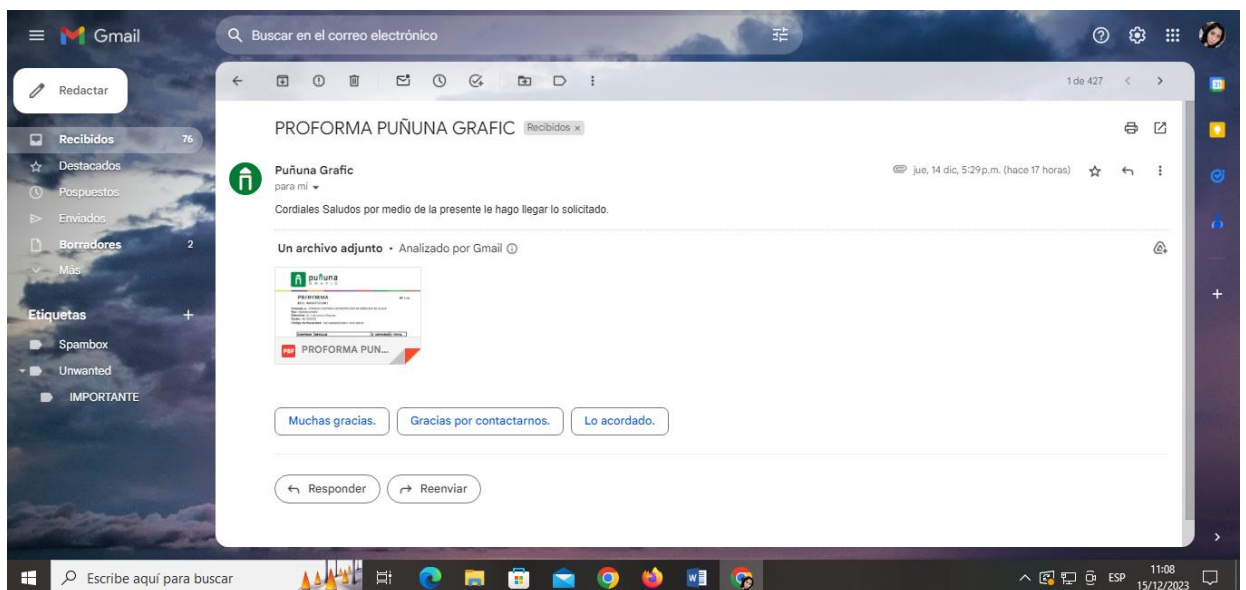 Gmail
Buscar en el correo electrónico
Redactar
1 de 427
Recibidos 76
Destacados
Pospuestos
Enviados
Borradores 2
Más
Etiquetas
Spambox
Unwanted
IMPORTANTE
PROFORMA PUÑUNA GRAFIC Recibidos x
Puñuna Grafic
jue, 14 dic, 5:29 p.m. (hace 17 horas)
para mí
Cordiales Saludos por medio de la presente le hago llegar lo solicitado.
Un archivo adjunto • Analizado por Gmail
puñuna
GRAFIC
PROFORMA
PDF PROFORMA PUN...
Muchas gracias. Gracias por contactarnos. Lo acordado.
Responder Reenviar
31
Escribe aquí para buscar
ESP
11:08
15/12/2023